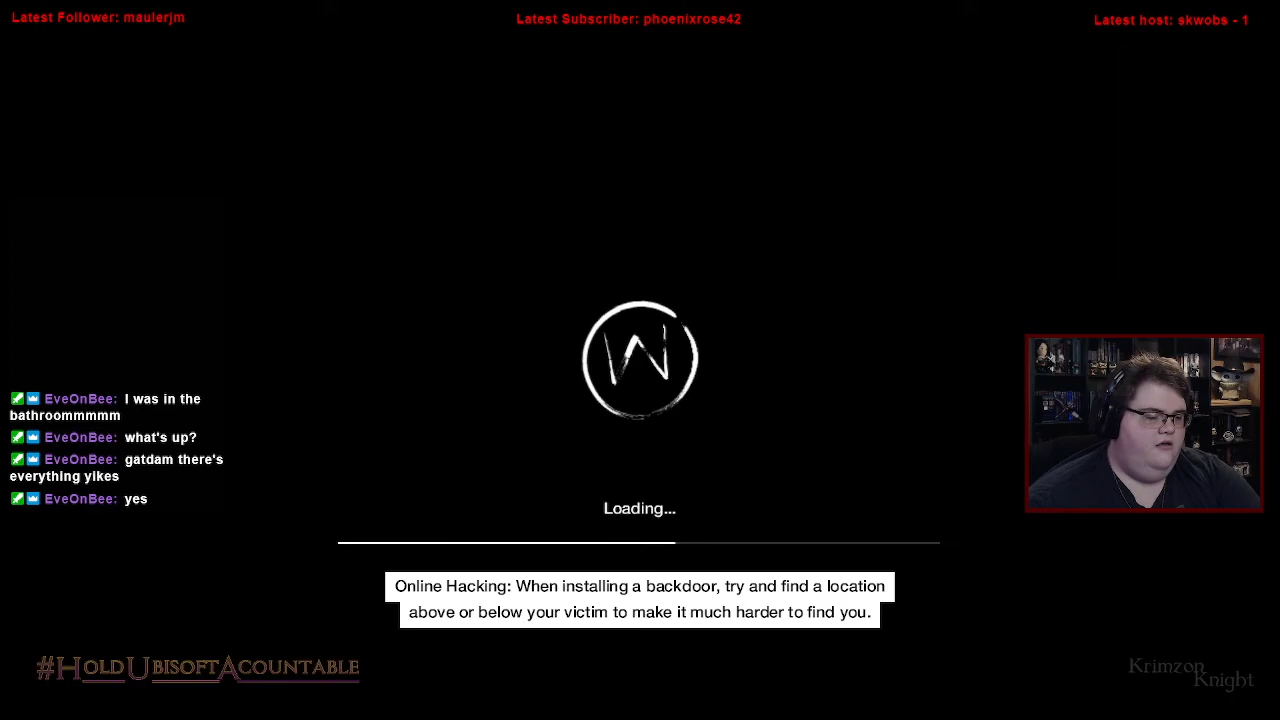 Latest Follower: maulerjm
Latest Subscriber: phoenixrose42
Latest host: skwobs - 1
W
EveOnBee: I was in the
bathroommmmm
EveOnBee: what's up?
EveOnBee: gatdam there's
everything yikes
EveOnBee: yes
Loading...
Online Hacking: When installing a backdoor, try and find a location
above or below your victim to make it much harder to find you.
#HoldUbisoftAcountable
Krimzon
Knight